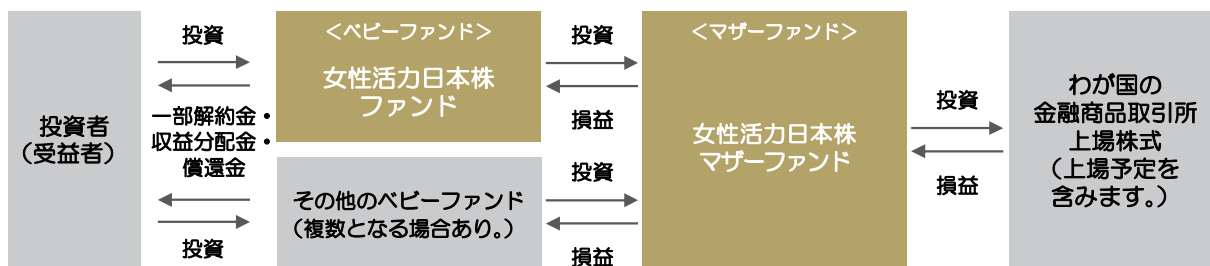 投資者
（受益者）
投資
一部解約金・
収益分配金・
償還金
投資
＜ベビーファンド＞
女性活力日本株
ファンド
その他のベビーファンド
（複数となる場合あり。）
投資
損益
投資
損益
＜マザーファンド＞
女性活力日本株
マザーファンド
投資
損益
わが国の
金融商品取引所
上場株式
（上場予定を
含みます。）